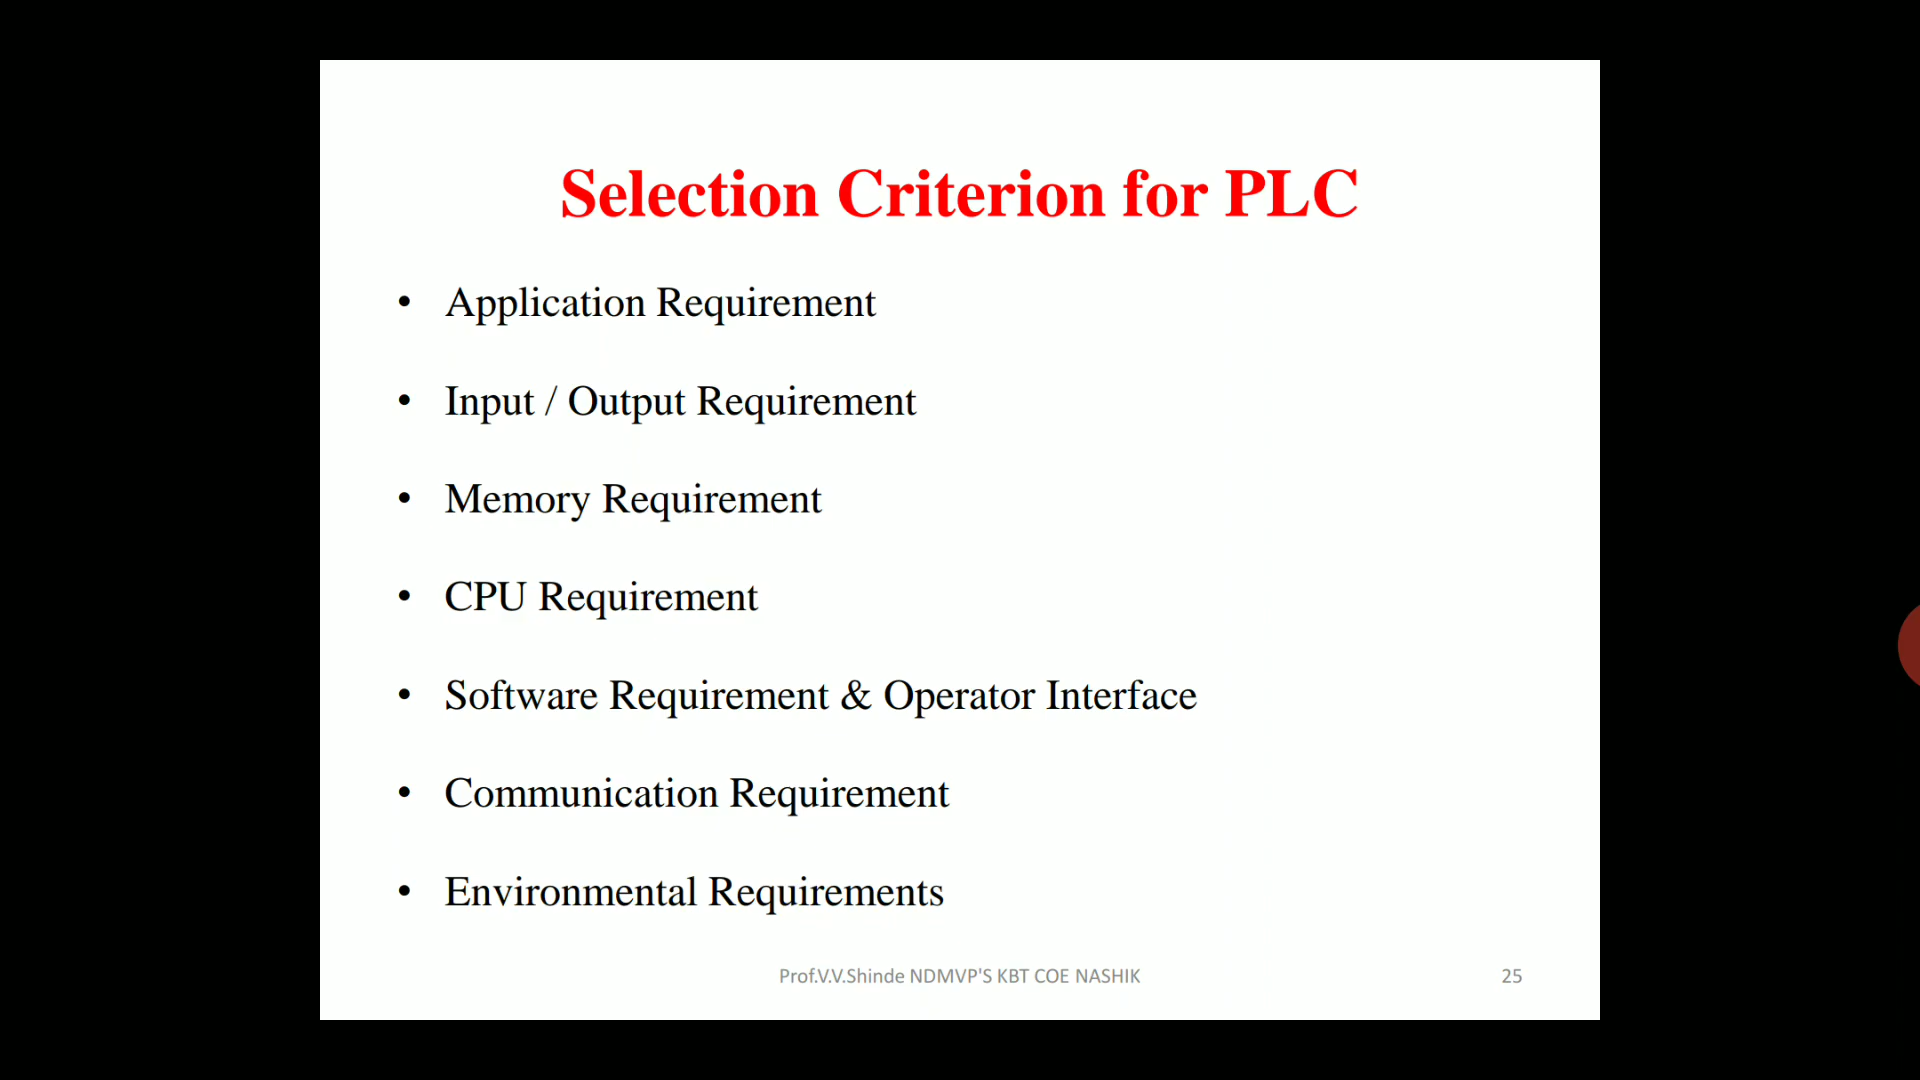 Selection Criterion for PLC
• Application Requirement
• Input / Output Requirement
• Memory Requirement
• CPU Requirement
• Software Requirement & Operator Interface
• Communication Requirement
• Environmental Requirements
Prof.V.V.Shinde NDMVP'S KBT COE NASHIK
25